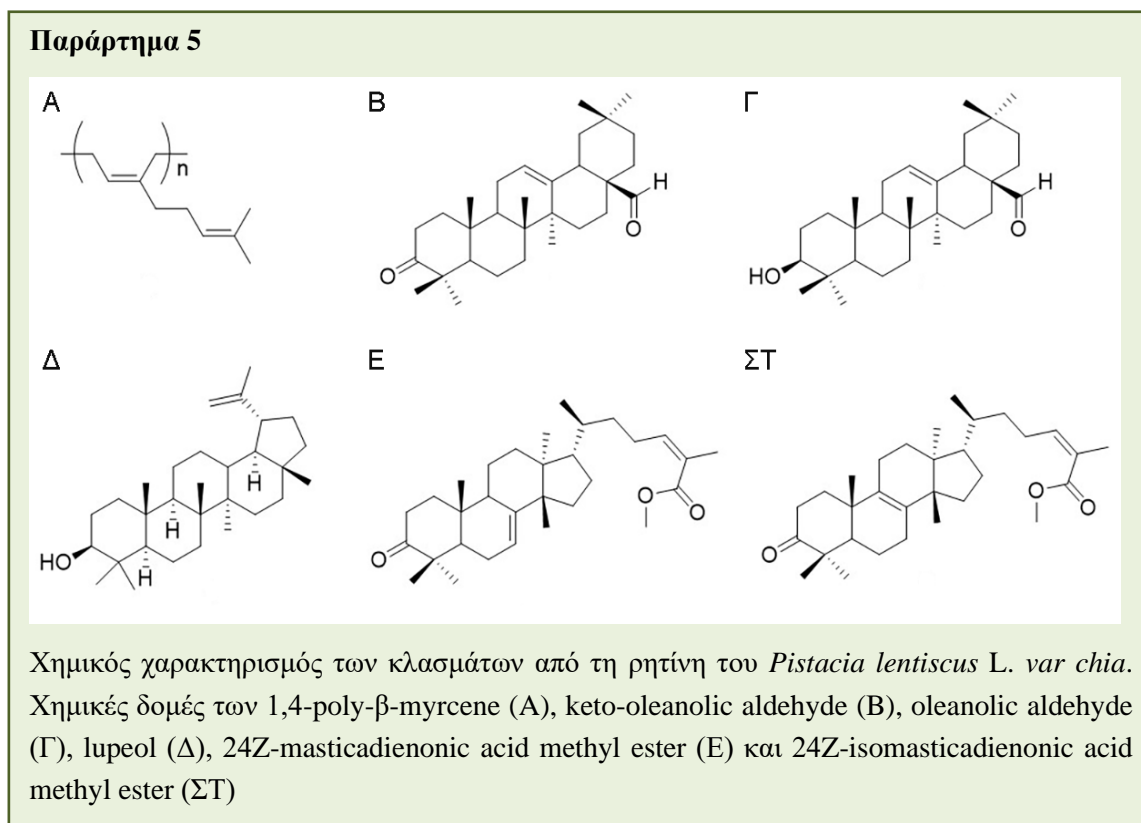 Παράρτημα 5
Α Β Γ
n
H
O
O
H
O
HO
Δ Ε ΣΤ
H
H
H
HO
O
O
O
O
O
O
Χημικός χαρακτηρισμός των κλασμάτων από τη ρητίνη του Pistacia lentiscus L. var chia.
Χημικές δομές των 1,4-poly-β-myrcene (Α), keto-oleanolic aldehyde (Β), oleanolic aldehyde
(Γ), lupeol (Δ), 24Z-masticadienonic acid methyl ester (Ε) και 24Z-isomasticadienonic acid
methyl ester (ΣΤ)